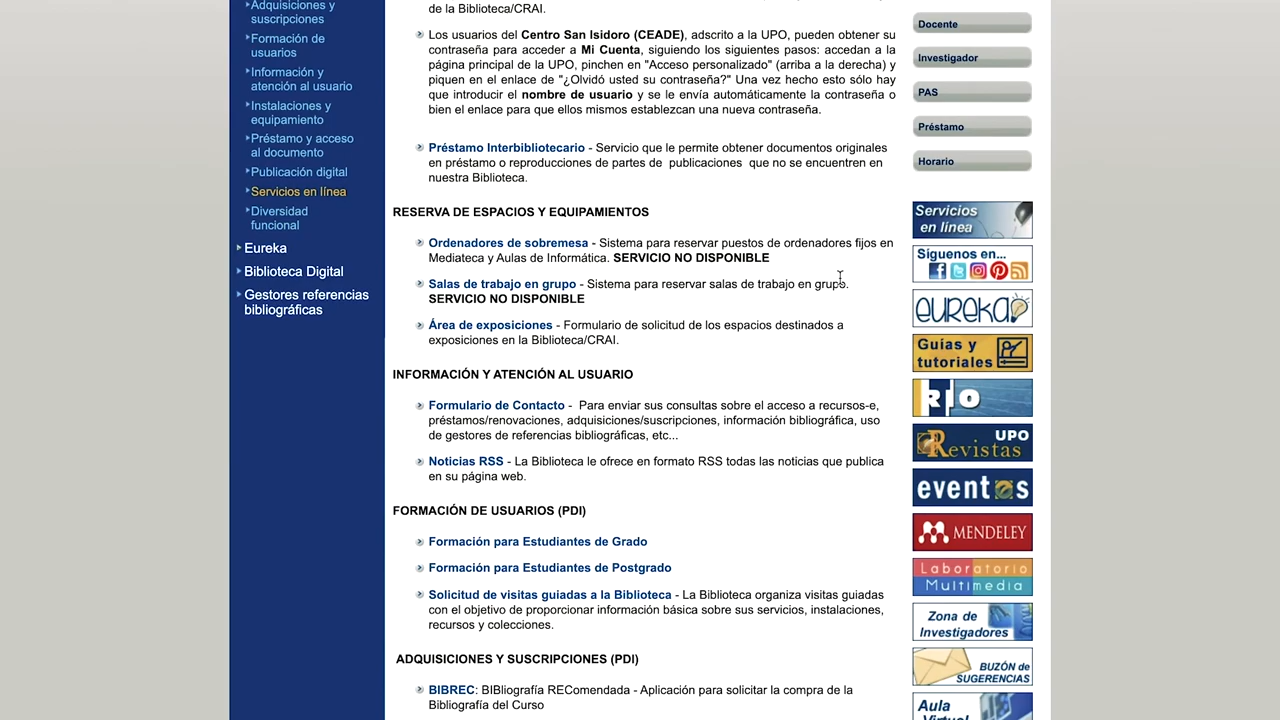 Adquisiciones y
suscripciones
Formación de
usuarios
Información y
atención al usuario
Instalaciones y
equipamiento
Préstamo y acceso
al documento
Publicación digital
Servicios en línea
Diversidad
funcional
Eureka
Biblioteca Digital
Gestores referencias
bibliográficas
de la Biblioteca/CRAI.
Los usuarios del Centro San Isidoro (CEADE), adscrito a la UPO, pueden obtener su
contraseña para acceder a Mi Cuenta, siguiendo los siguientes pasos: accedan a la
página principal de la UPO, pinchen en "Acceso personalizado" (arriba a la derecha) y
piquen en el enlace de "¿Olvidó usted su contraseña?" Una vez hecho esto sólo hay
que introducir el nombre de usuario y se le envía automáticamente la contraseña o
bien el enlace para que ellos mismos establezcan una nueva contraseña.
Préstamo Interbibliotecario - Servicio que le permite obtener documentos originales
en préstamo o reproducciones de partes de publicaciones que no se encuentren en
nuestra Biblioteca.
RESERVA DE ESPACIOS Y EQUIPAMIENTOS
Ordenadores de sobremesa - Sistema para reservar puestos de ordenadores fijos en
Mediateca y Aulas de Informática. SERVICIO NO DISPONIBLE
Salas de trabajo en grupo - Sistema para reservar salas de trabajo en grupo.
SERVICIO NO DISPONIBLE
Área de exposiciones - Formulario de solicitud de los espacios destinados a
exposiciones en la Biblioteca/CRAI.
INFORMACIÓN Y ATENCIÓN AL USUARIO
Formulario de Contacto - Para enviar sus consultas sobre el acceso a recursos-e,
préstamos/renovaciones, adquisiciones/suscripciones, información bibliográfica, uso
de gestores de referencias bibliográficas, etc...
Noticias RSS - La Biblioteca le ofrece en formato RSS todas las noticias que publica
en su página web.
FORMACIÓN DE USUARIOS (PDI)
Formación para Estudiantes de Grado
Formación para Estudiantes de Postgrado
Solicitud de visitas guiadas a la Biblioteca - La Biblioteca organiza visitas guiadas
con el objetivo de proporcionar información básica sobre sus servicios, instalaciones,
recursos y colecciones.
ADQUISICIONES Y SUSCRIPCIONES (PDI)
BIBREC: BIBliografía REComendada - Aplicación para solicitar la compra de la
Bibliografía del Curso
Docente
Investigador
PAS
Préstamo
Horario
Servicios
en línea
Síguenos en...
eureka
Guías y
tutoriales
RIO
UPO
Revistas
eventos
MENDELEY
Laboratorio
Multimedia
Zona de
Investigadores
BUZÓN de
SUGERENCIAS
Aula
Virtual